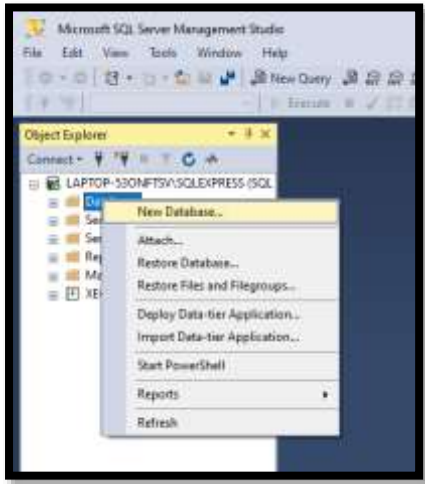 Microsoft SQL Server Management Studio
File Edit View Tools Window Help
New Query
Execute
Object Explorer
Connect
LAPTOP-53ONFTSV\SQLEXPRESS (SQL
New Database...
Attach...
Restore Database...
Restore Files and Filegroups...
Deploy Data-tier Application...
Import Data-tier Application...
Start PowerShell
Reports
Refresh